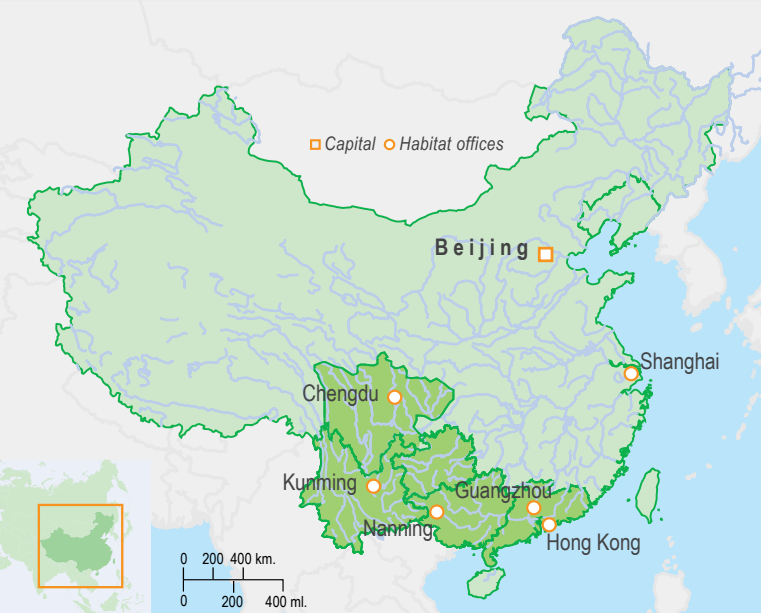 Capital Habitat offices
Beijing
Shanghai
Chengdu
Kunming
Guangzhou
Nanning
Hong Kong
0 200 400 km.
0 200 400 ml.